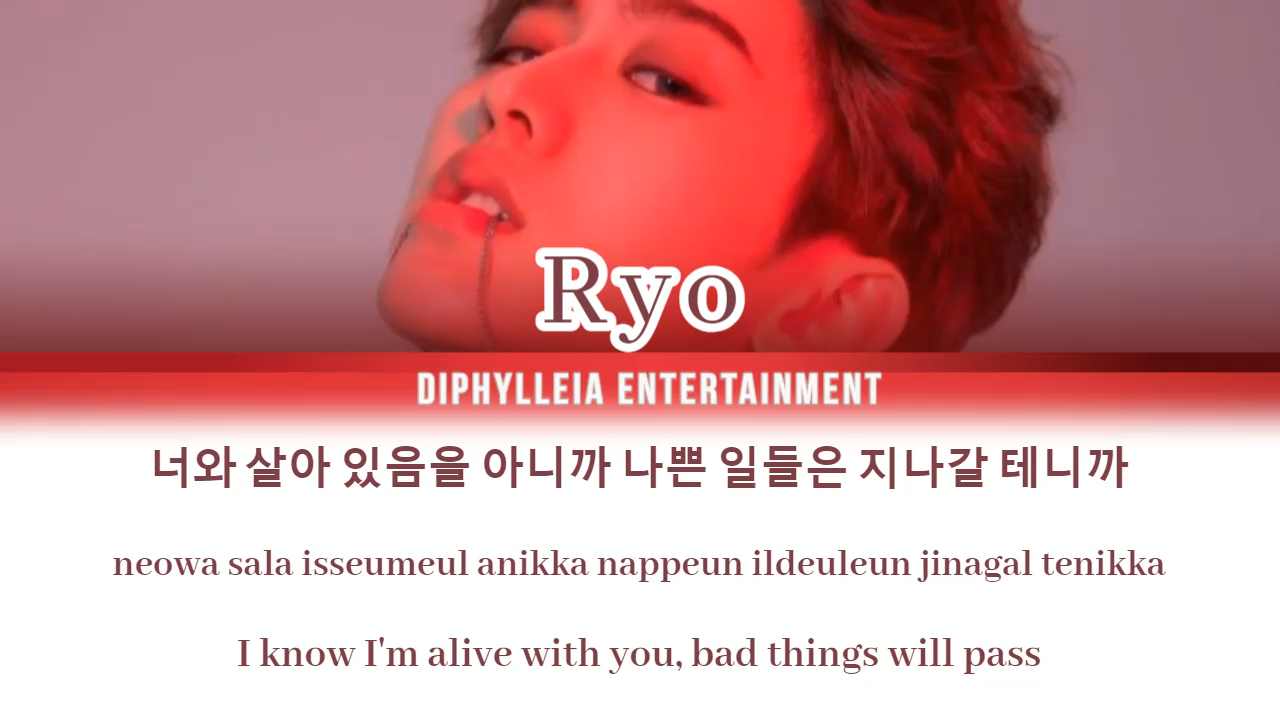 Ryo
DIPHYLLEIA ENTERTAINMENT
너와 살아 있음을 아니까 나쁜 일들은 지나갈 테니까
neowa sala isseumeul anikka nappeun ildeuleun jinagal tenikka
I know I'm alive with you, bad things will pass